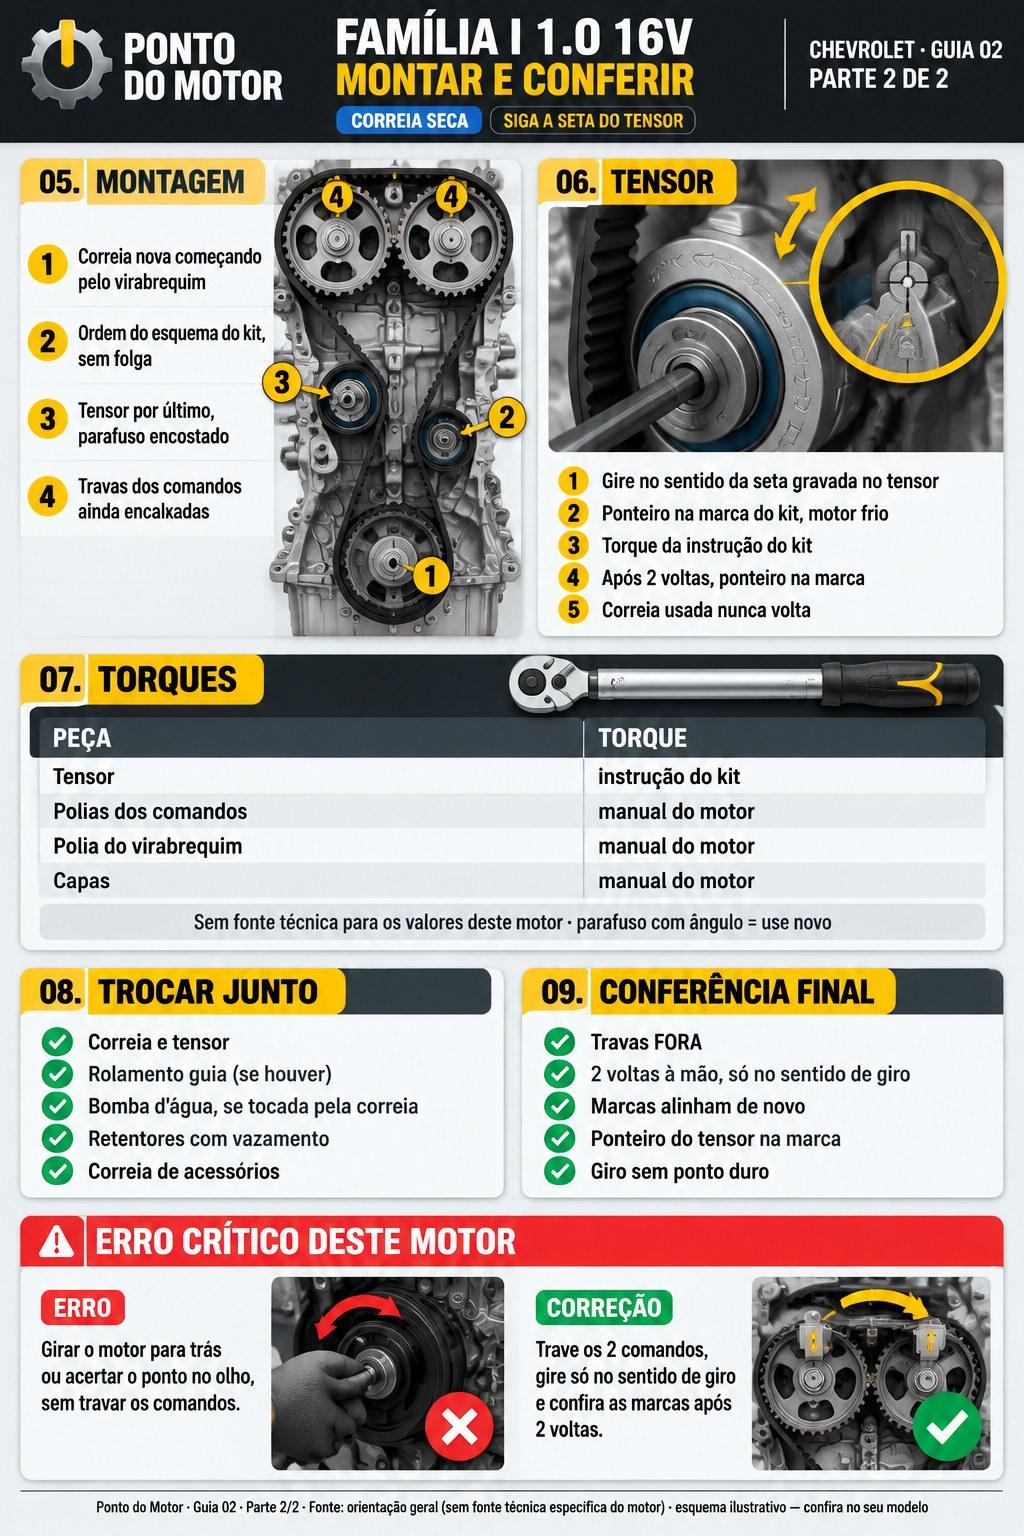 PONTO
DO MOTOR
FAMÍLIA I 1.0 16V
MONTAR E CONFERIR
CORREIA SECA
SIGA A SETA DO TENSOR
CHEVROLET · GUIA 02
PARTE 2 DE 2
05. MONTAGEM
1 Correia nova começando
pelo virabrequim
2 Ordem do esquema do kit,
sem folga
3 Tensor por último,
parafuso encostado
4 Travas dos comandos
ainda encalxadas
4
4
3
2
1
06. TENSOR
1 Gire no sentido da seta gravada no tensor
2 Ponteiro na marca do kit, motor frio
3 Torque da instrução do kit
4 Após 2 voltas, ponteiro na marca
5 Correia usada nunca volta
07. TORQUES
PEÇA TORQUE
Tensor instrução do kit
Polias dos comandos manual do motor
Polia do virabrequim manual do motor
Capas manual do motor
Sem fonte técnica para os valores deste motor · parafuso com ângulo = use novo
08. TROCAR JUNTO
Correia e tensor
Rolamento guia (se houver)
Bomba d'água, se tocada pela correia
Retentores com vazamento
Correia de acessórios
09. CONFERÊNCIA FINAL
Travas FORA
2 voltas à mão, só no sentido de giro
Marcas alinham de novo
Ponteiro do tensor na marca
Giro sem ponto duro
ERRO CRÍTICO DESTE MOTOR
ERRO
Girar o motor para trás
ou acertar o ponto no olho,
sem travar os comandos.
CORREÇÃO
Trave os 2 comandos,
gire só no sentido de giro
e confira as marcas após
2 voltas.
Ponto do Motor · Guia 02 · Parte 2/2 · Fonte: orientação geral (sem fonte técnica específica do motor) · esquema ilustrativo — confira no seu modelo